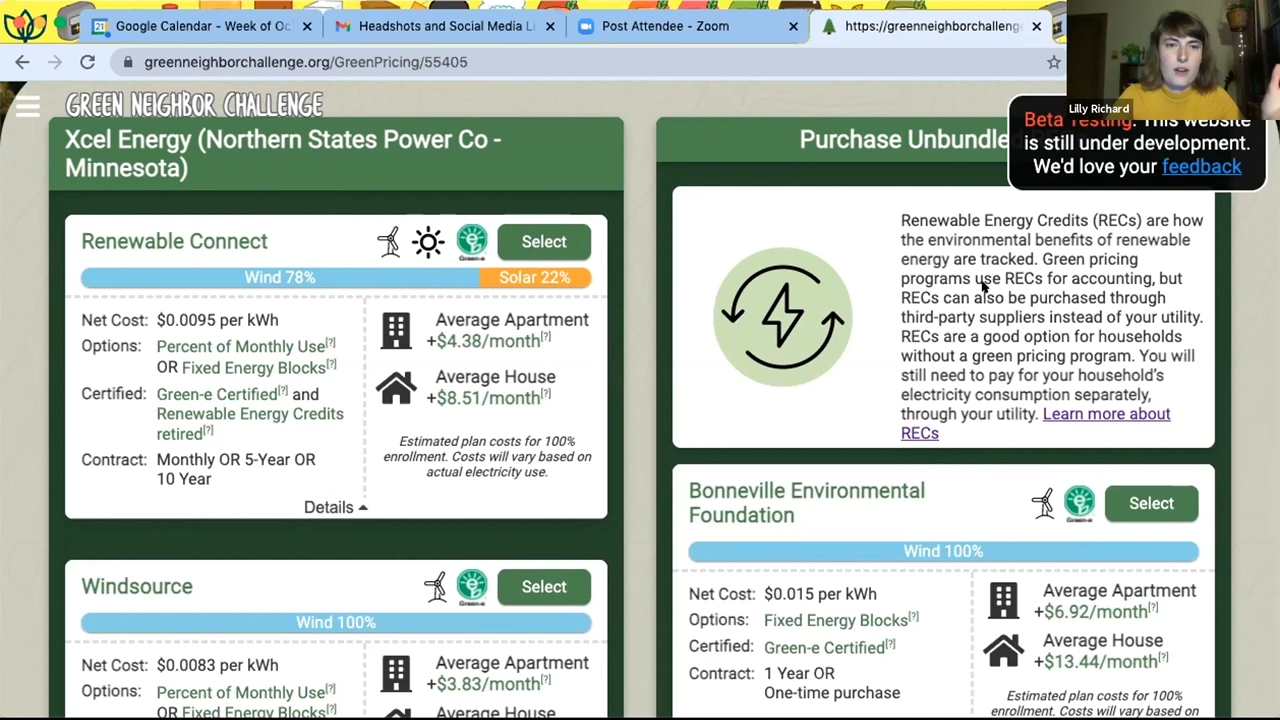 Google Calendar - Week of Oc
Headshots and Social Media Li
Post Attendee - Zoom
https://greenneighborchalleng
greenneighborchallenge.org/GreenPricing/55405
Lilly Richard
GREEN NEIGHBOR CHALLENGE
Beta Testing: This website
is still under development.
We'd love your feedback
Xcel Energy (Northern States Power Co -
Minnesota)
Renewable Connect
Green-e
Select
Wind 78%
Solar 22%
Net Cost: $0.0095 per kWh
Options: Percent of Monthly Use[?]
OR Fixed Energy Blocks[?]
Certified: Green-e Certified[?] and
Renewable Energy Credits
retired[?]
Contract: Monthly OR 5-Year OR
10 Year
Average Apartment
+$4.38/month[?]
Average House
+$8.51/month[?]
Estimated plan costs for 100%
enrollment. Costs will vary based on
actual electricity use.
Details
Windsource
Green-e
Select
Wind 100%
Net Cost: $0.0083 per kWh
Options: Percent of Monthly Use[?]
OR Fixed Energy Blocks[?]
Average Apartment
+$3.83/month[?]
Average House
Purchase Unbundled
Renewable Energy Credits (RECs) are how
the environmental benefits of renewable
energy are tracked. Green pricing
programs use RECs for accounting, but
RECs can also be purchased through
third-party suppliers instead of your utility.
RECs are a good option for households
without a green pricing program. You will
still need to pay for your household's
electricity consumption separately,
through your utility. Learn more about
RECs
Bonneville Environmental
Foundation
Green-e
Select
Wind 100%
Net Cost: $0.015 per kWh
Options: Fixed Energy Blocks[?]
Certified: Green-e Certified[?]
Contract: 1 Year OR
One-time purchase
Average Apartment
+$6.92/month[?]
Average House
+$13.44/month[?]
Estimated plan costs for 100%
enrollment. Costs will vary based on